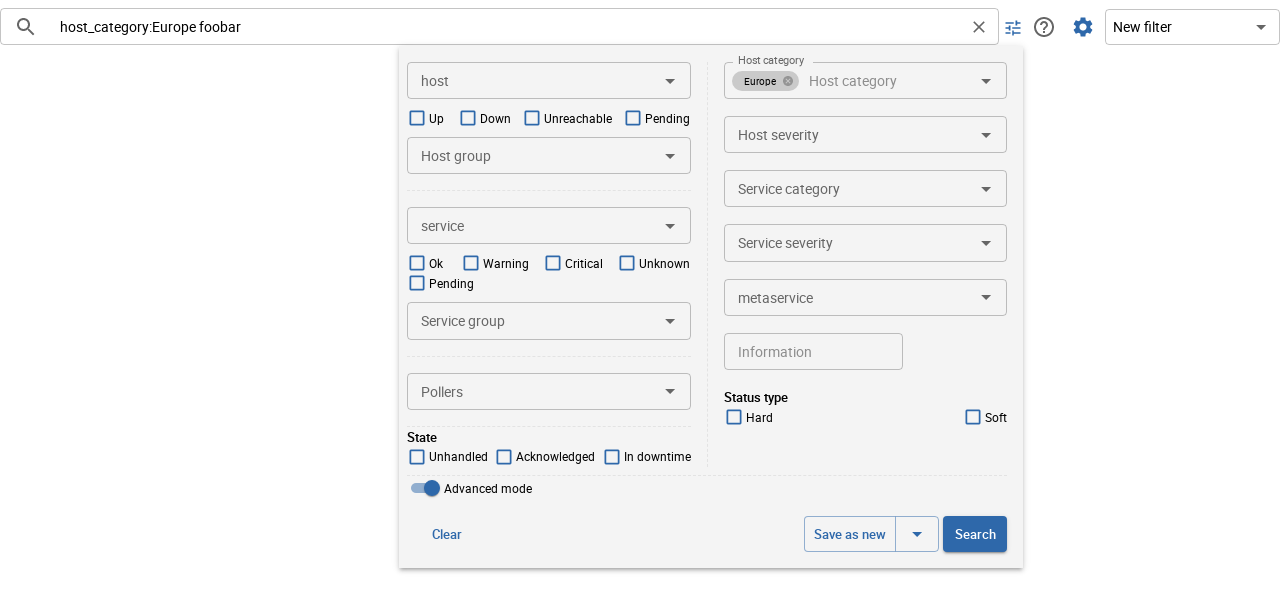 host_category:Europe foobar
New filter
host
Up
Down
Unreachable
Pending
Host group
service
Ok
Warning
Critical
Unknown
Pending
Service group
Pollers
State
Unhandled
Acknowledged
In downtime
Host category
Europe
Host category
Host severity
Service category
Service severity
metaservice
Information
Status type
Hard
Soft
Advanced mode
Clear
Save as new
Search